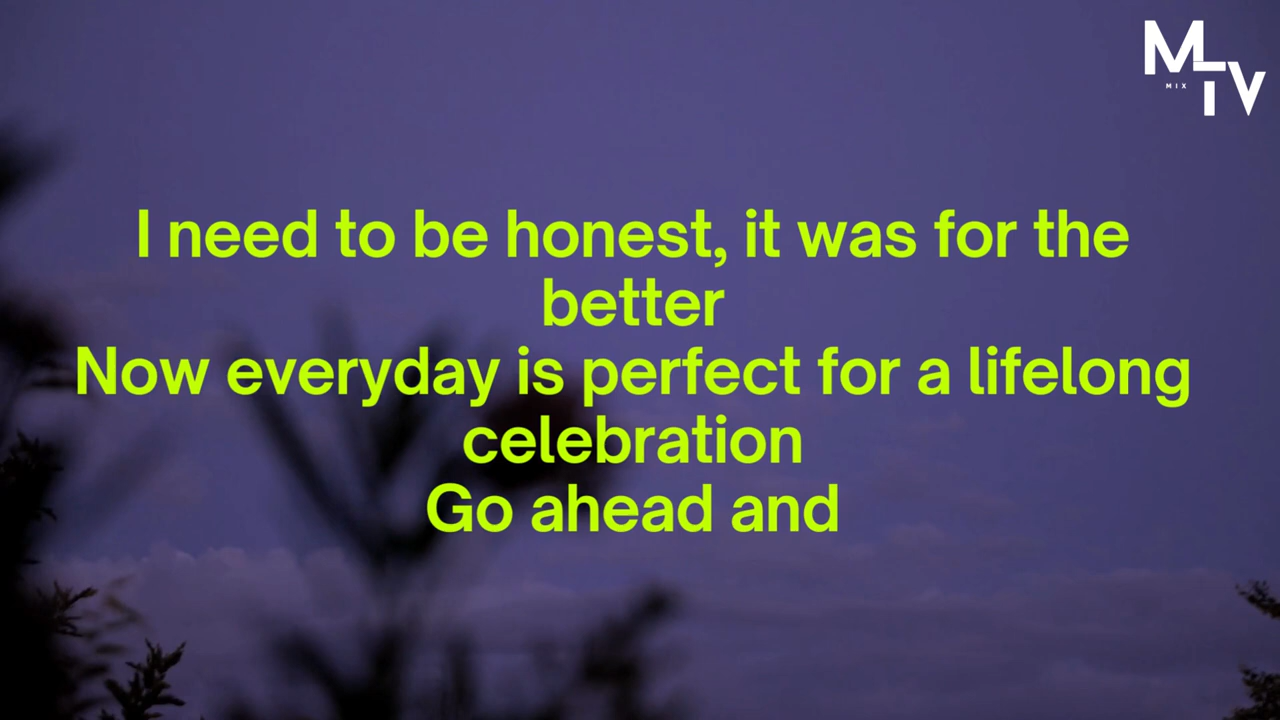 MLTV
MIX
I need to be honest, it was for the
better
Now everyday is perfect for a lifelong
celebration
Go ahead and